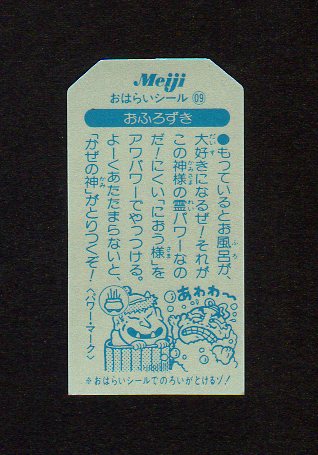 Meiji
おはらいシール 09
おふろずき
●もっているとお風呂が、
大好きになるぜ!それが
この神様の霊パワーなの
だ!にくい「におう様」を
アワパワーでやっつける。
よーくあたたまらないと、
「かぜの神」がとりつくぞ!
〈パワー・マーク〉
あわわ〜
※おはらいシールでのろいがとけるゾ!